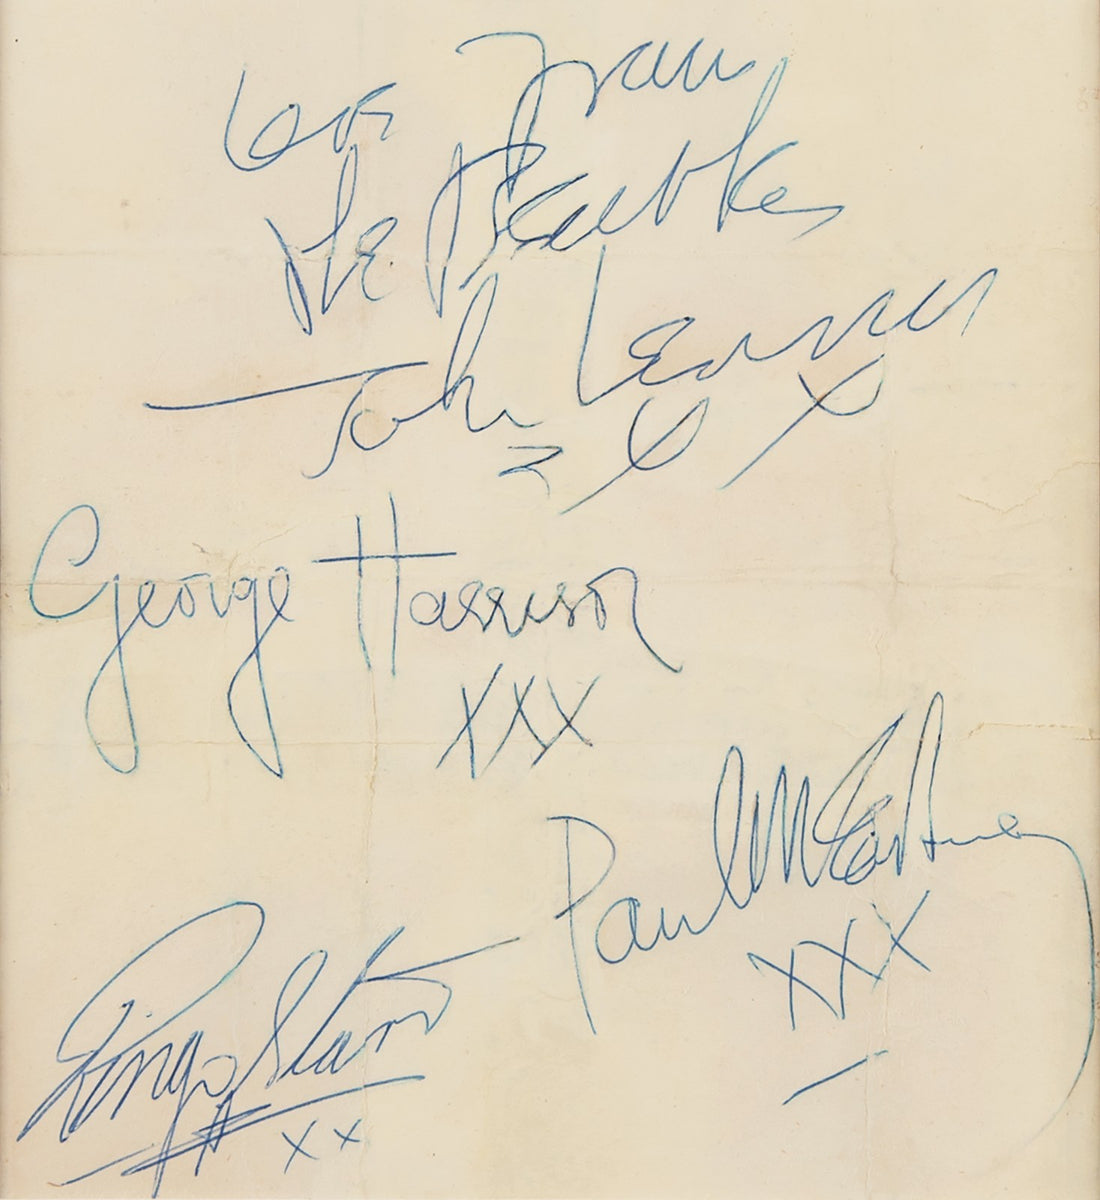 Love From
The Beatles
John Lennon
xx
George Harrison
XXX
Paul McCartney
XXX
Ringo Starr
xx